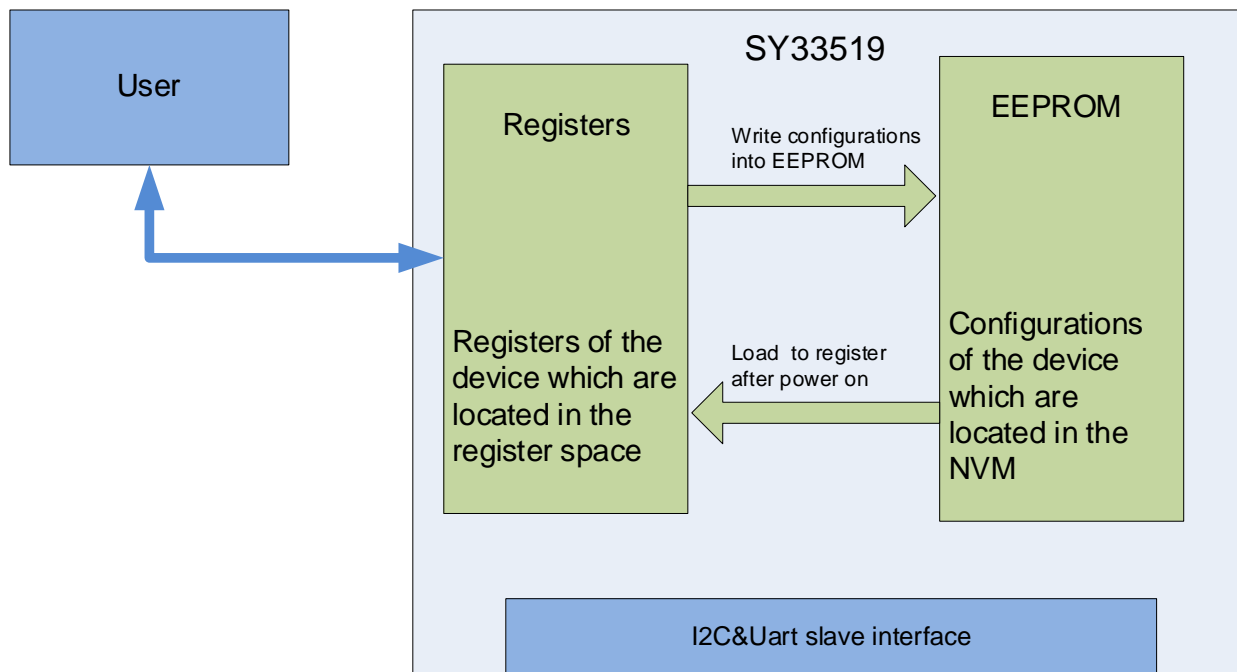 User
SY33519
Registers
EEPROM
Write configurations
into EEPROM
Registers of the
device which are
located in the
register space
Load to register
after power on
Configurations
of the device
which are
located in the
NVM
I2C&Uart slave interface